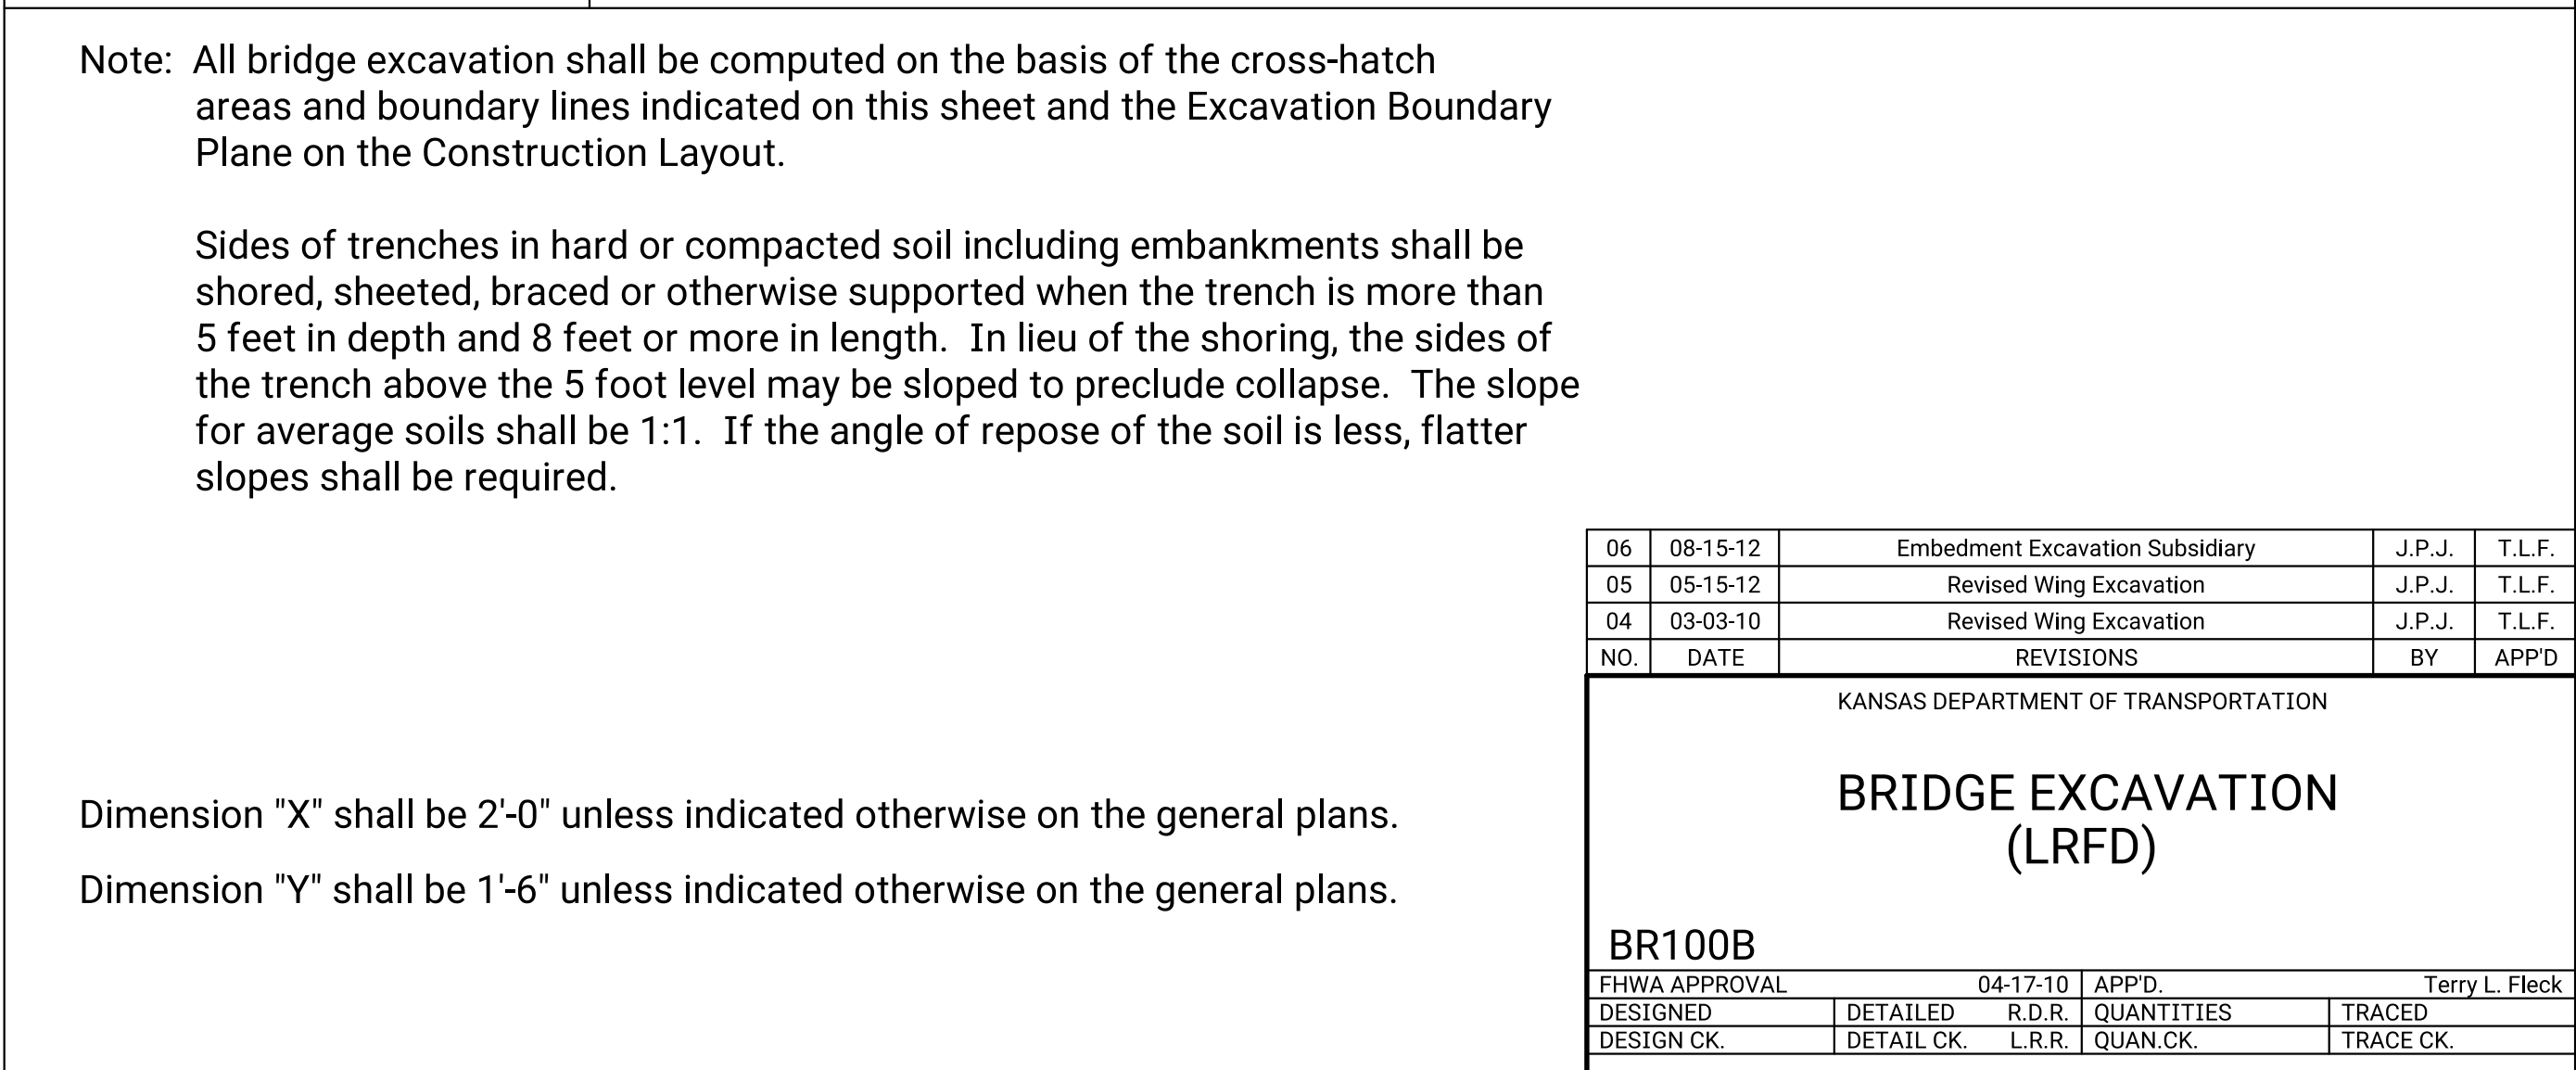 Note: All bridge excavation shall be computed on the basis of the cross-hatch
areas and boundary lines indicated on this sheet and the Excavation Boundary
Plane on the Construction Layout.
Sides of trenches in hard or compacted soil including embankments shall be
shored, sheeted, braced or otherwise supported when the trench is more than
5 feet in depth and 8 feet or more in length. In lieu of the shoring, the sides of
the trench above the 5 foot level may be sloped to preclude collapse. The slope
for average soils shall be 1:1. If the angle of repose of the soil is less, flatter
slopes shall be required.
Dimension "X" shall be 2'-0" unless indicated otherwise on the general plans.
Dimension "Y" shall be 1'-6" unless indicated otherwise on the general plans.
06 08-15-12 Embedment Excavation Subsidiary J.P.J. T.L.F.
05 05-15-12 Revised Wing Excavation J.P.J. T.L.F.
04 03-03-10 Revised Wing Excavation J.P.J. T.L.F.
NO. DATE REVISIONS BY APP'D
KANSAS DEPARTMENT OF TRANSPORTATION
BRIDGE EXCAVATION
(LRFD)
BR100B
FHWA APPROVAL 04-17-10 APP'D. Terry L. Fleck
DESIGNED DETAILED R.D.R. QUANTITIES TRACED
DESIGN CK. DETAIL CK. L.R.R. QUAN.CK. TRACE CK.